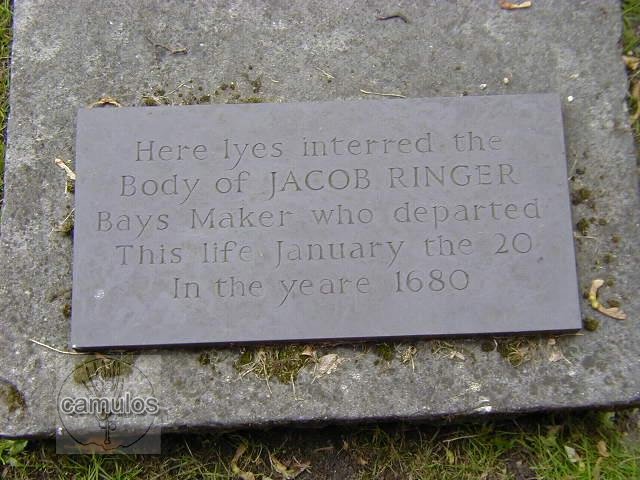 Here lyes interred the
Body of JACOB RINGER
Bays Maker who departed
This life January the 20
In the yeare 1680
camulos